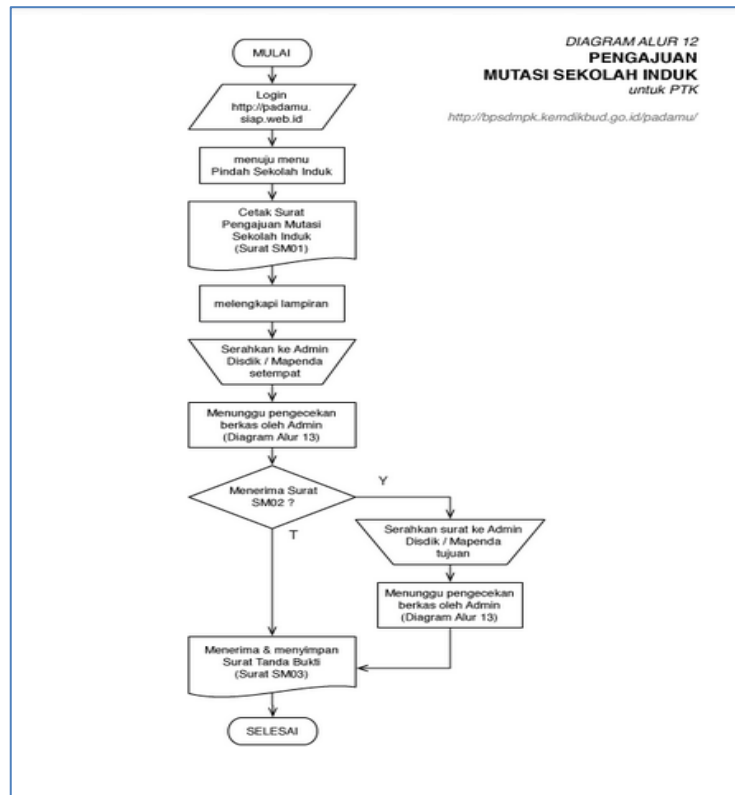 DIAGRAM ALUR 12
PENGAJUAN
MUTASI SEKOLAH INDUK
untuk PTK
http://bpsdmpk.kemdikbud.go.id/padamu/
MULAI
Login
http://padamu.
siap.web.id
menuju menu
Pindah Sekolah Induk
Cetak Surat
Pengajuan Mutasi
Sekolah Induk
(Surat SM01)
melengkapi lampiran
Serahkan ke Admin
Disdik / Mapenda
setempat
Menunggu pengecekan
berkas oleh Admin
(Diagram Alur 13)
Menerima Surat
SM02 ?
Y
T
Serahkan surat ke Admin
Disdik / Mapenda
tujuan
Menunggu pengecekan
berkas oleh Admin
(Diagram Alur 13)
Menerima & menyimpan
Surat Tanda Bukti
(Surat SM03)
SELESAI